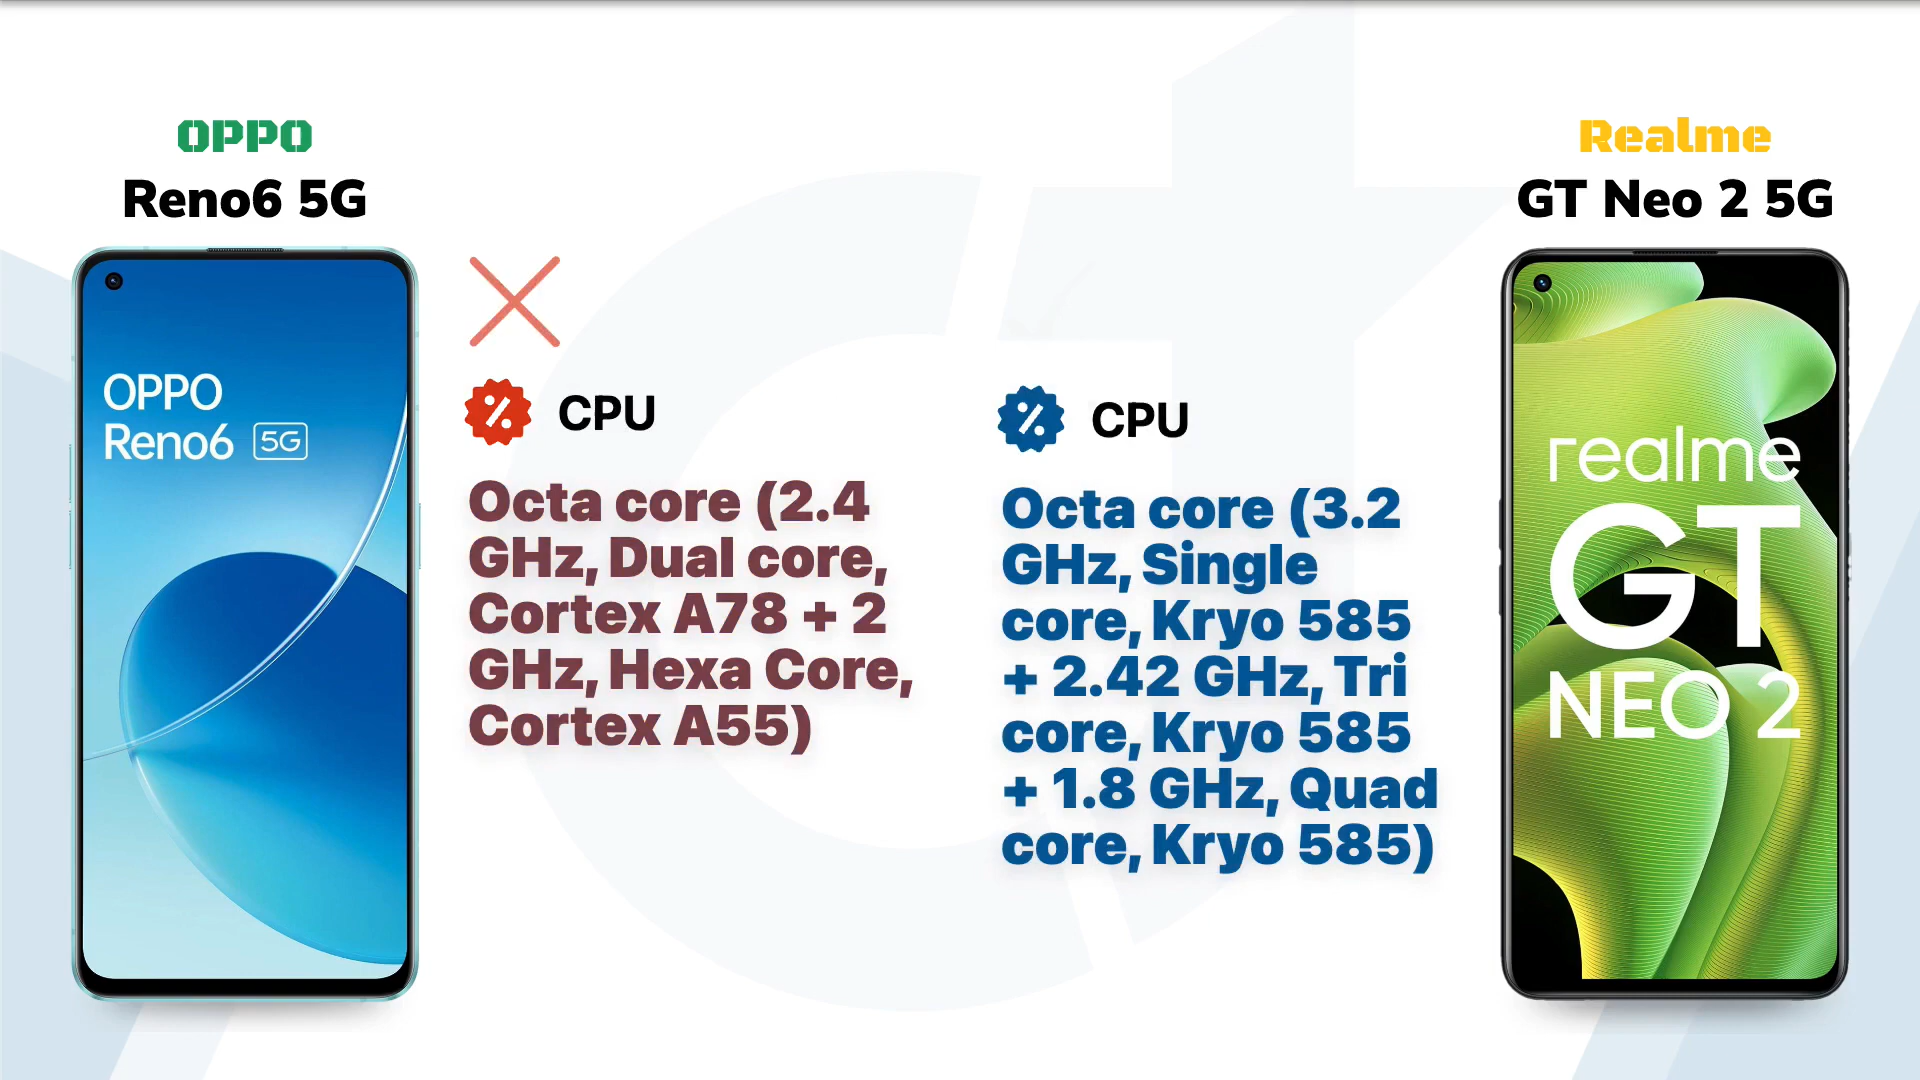 OPPO
Reno6 5G
OPPO
Reno6 5G
CPU
Octa core (2.4
GHz, Dual core,
Cortex A78 + 2
GHz, Hexa Core,
Cortex A55)
CPU
Octa core (3.2
GHz, Single
core, Kryo 585
+ 2.42 GHz, Tri
core, Kryo 585
+ 1.8 GHz, Quad
core, Kryo 585)
Realme
GT Neo 2 5G
realme
GT
NEO 2